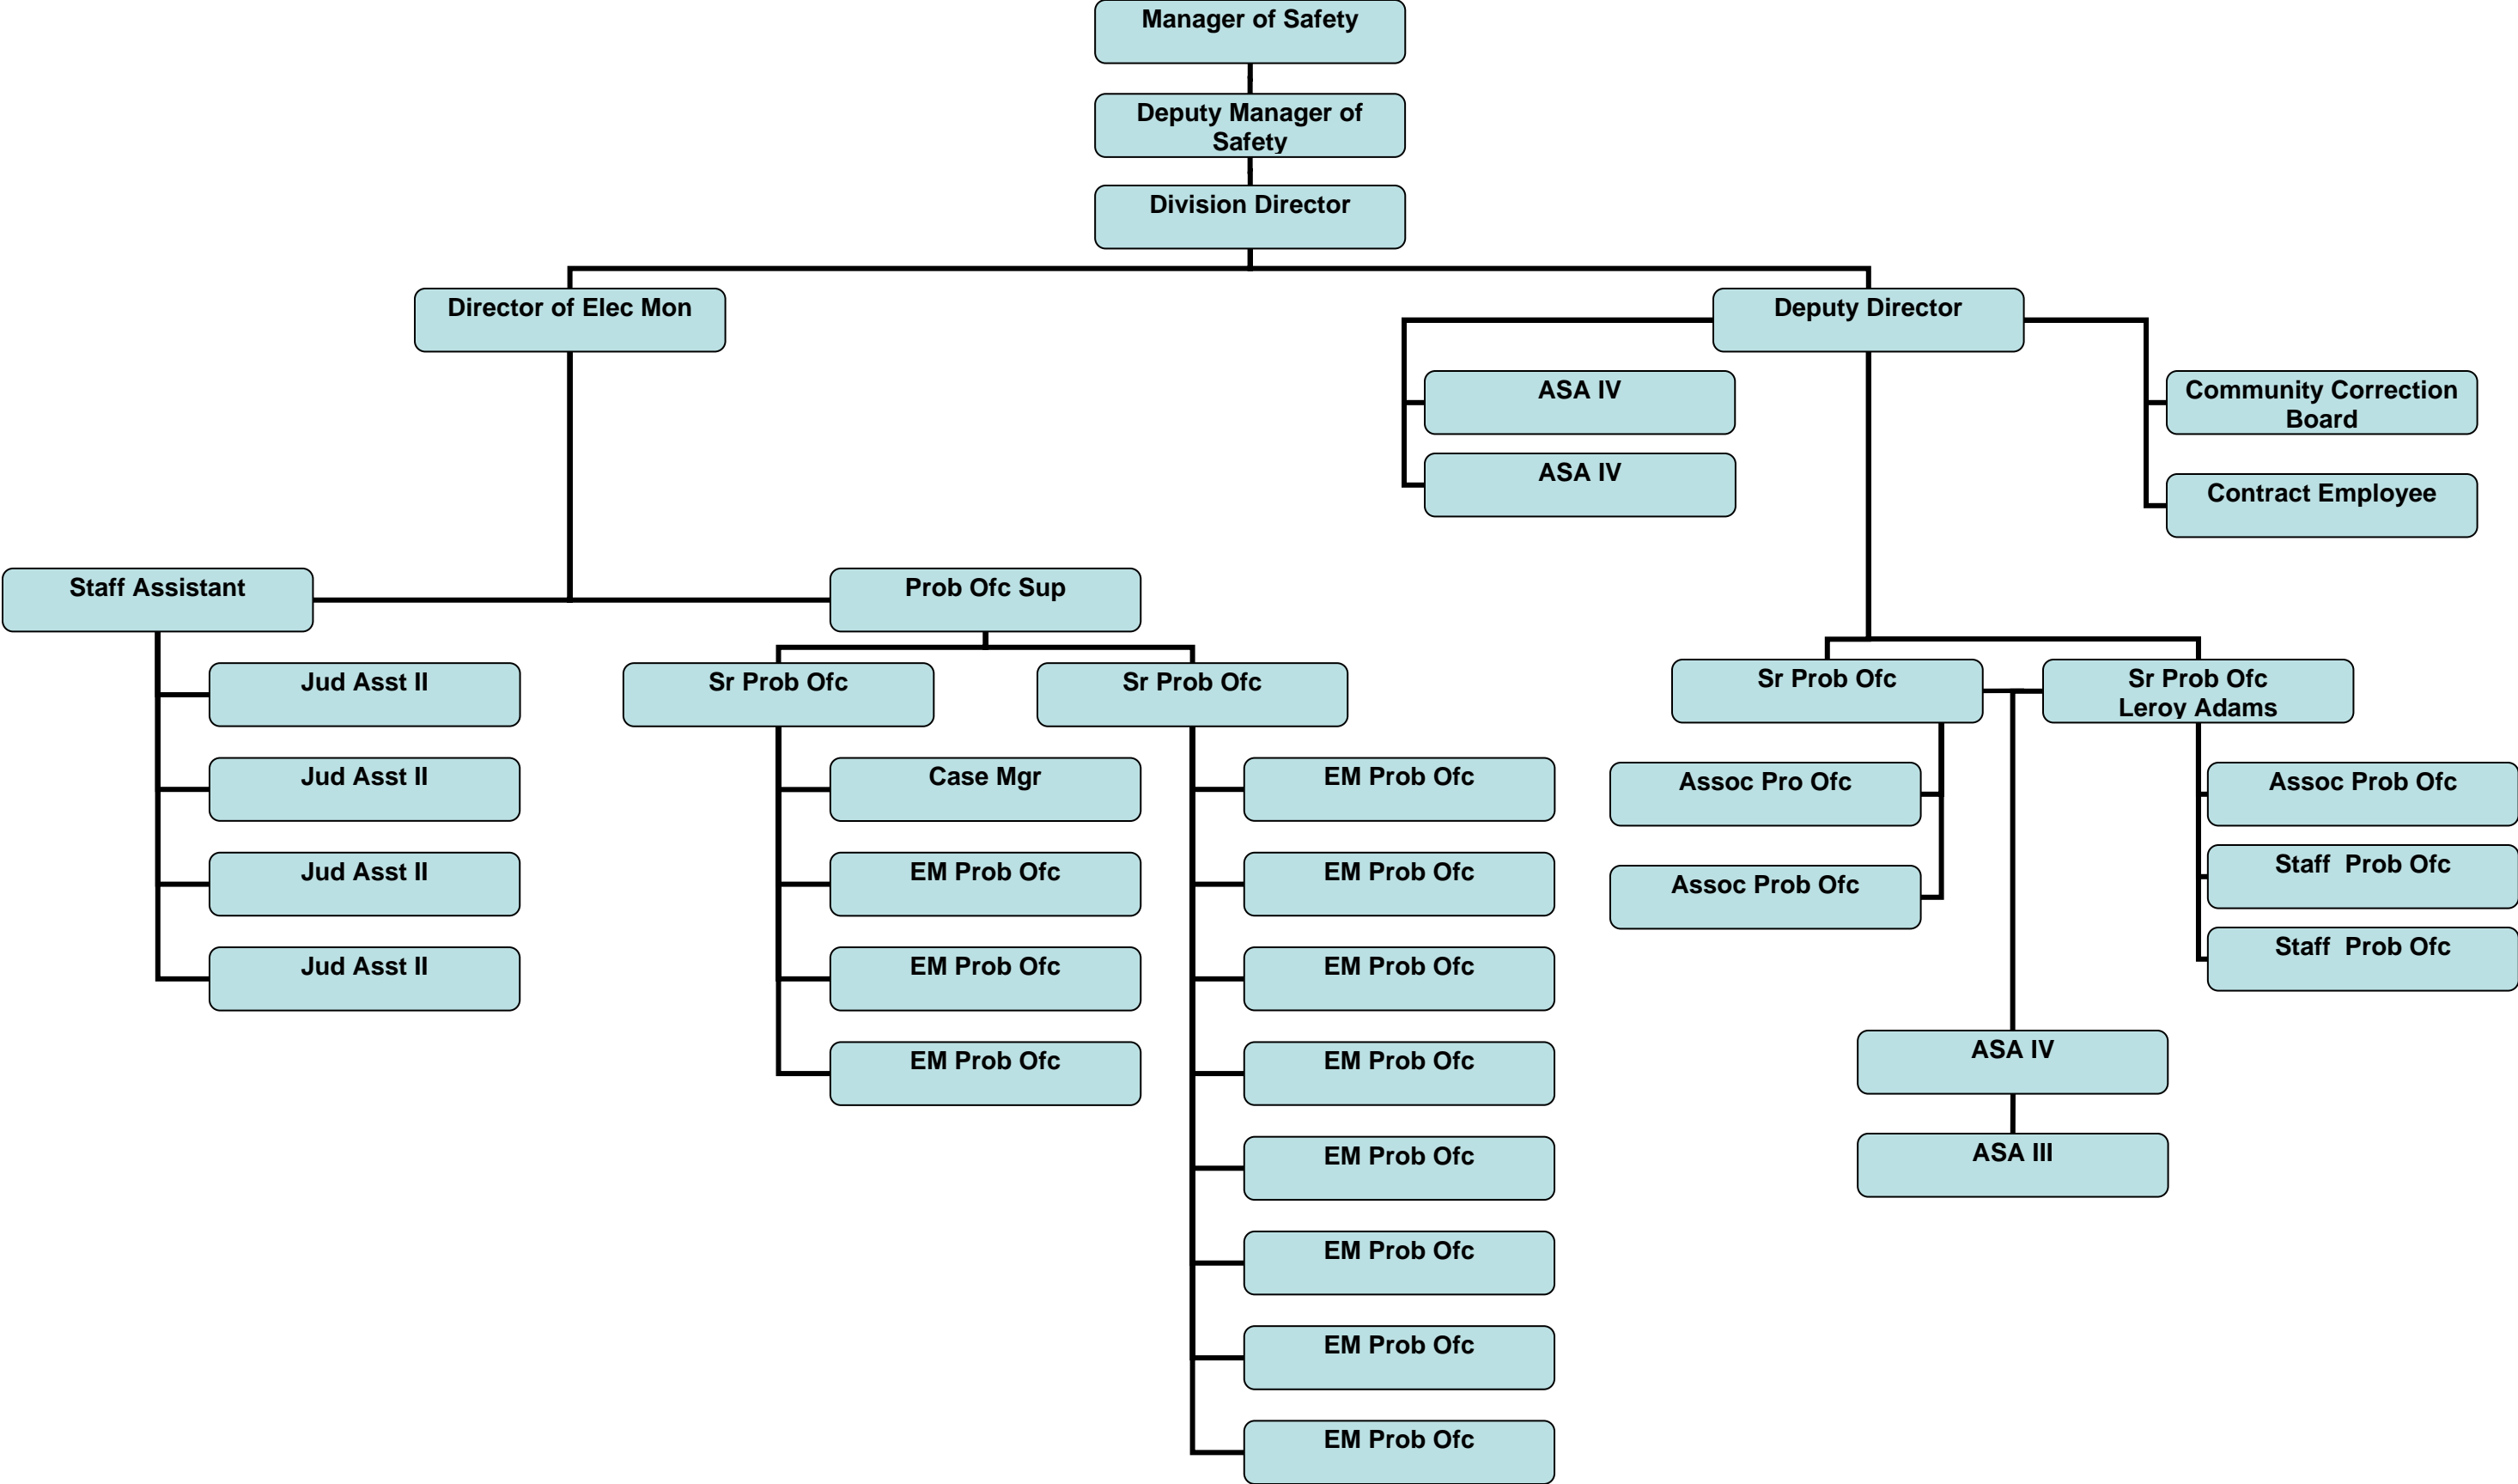 Manager of Safety
Deputy Manager of
Safety
Division Director
Director of Elec Mon
Deputy Director
ASA IV
ASA IV
Community Correction
Board
Contract Employee
Staff Assistant
Jud Asst II
Jud Asst II
Jud Asst II
Jud Asst II
Prob Ofc Sup
Sr Prob Ofc
Case Mgr
EM Prob Ofc
EM Prob Ofc
EM Prob Ofc
Sr Prob Ofc
EM Prob Ofc
EM Prob Ofc
EM Prob Ofc
EM Prob Ofc
EM Prob Ofc
EM Prob Ofc
EM Prob Ofc
EM Prob Ofc
Sr Prob Ofc
Assoc Pro Ofc
Assoc Prob Ofc
Sr Prob Ofc
Leroy Adams
Assoc Prob Ofc
Staff  Prob Ofc
Staff  Prob Ofc
ASA IV
ASA III